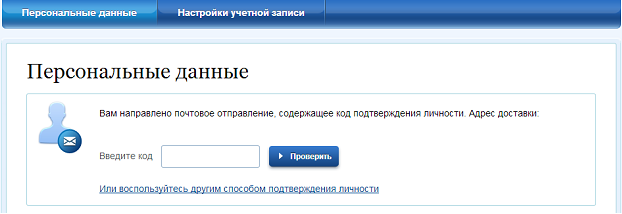 Персональные данные Настройки учетной записи
Персональные данные
Вам направлено почтовое отправление, содержащее код подтверждения личности. Адрес доставки:
Введите код Проверить
Или воспользуйтесь другим способом подтверждения личности